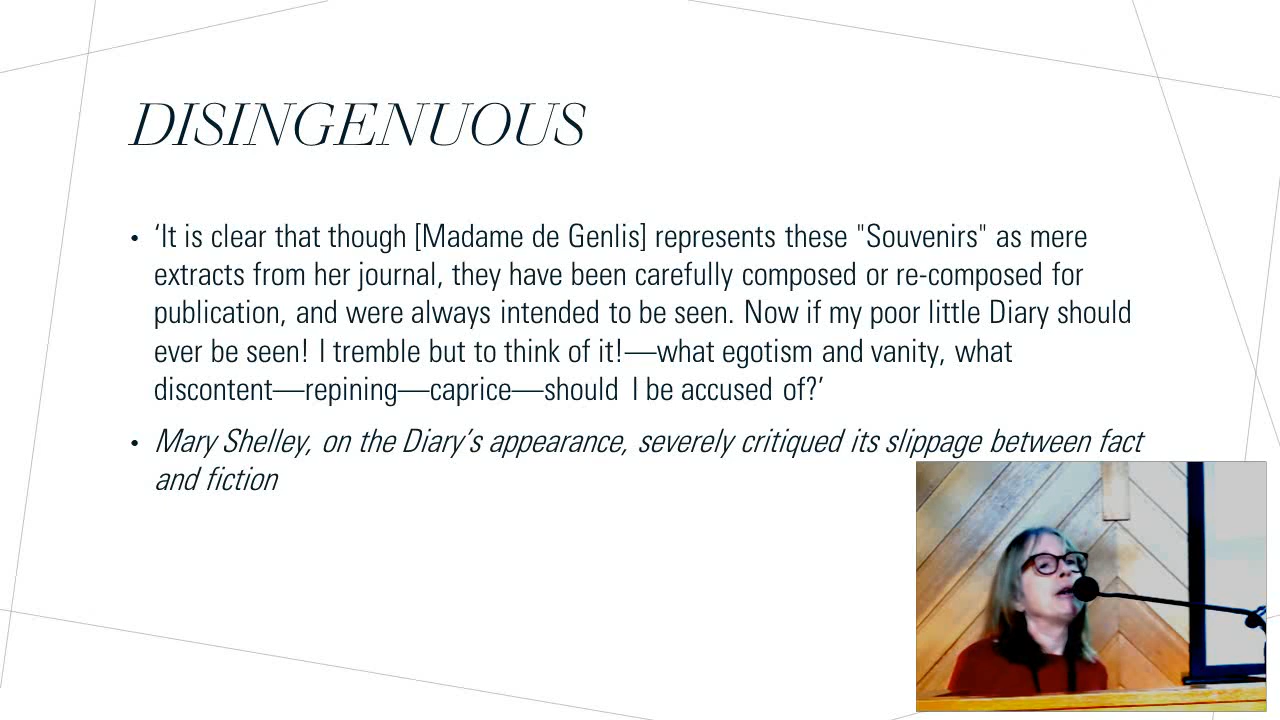 DISINGENUOUS
• ‘It is clear that though [Madame de Genlis] represents these "Souvenirs" as mere
extracts from her journal, they have been carefully composed or re-composed for
publication, and were always intended to be seen. Now if my poor little Diary should
ever be seen! I tremble but to think of it!—what egotism and vanity, what
discontent—repining—caprice—should I be accused of?’
• Mary Shelley, on the Diary’s appearance, severely critiqued its slippage between fact
and fiction